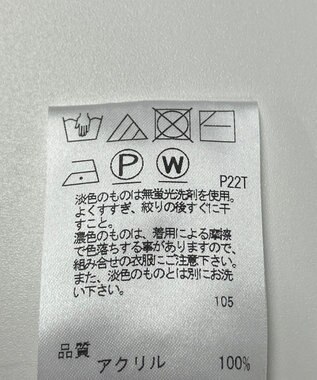 P W
P22T
淡色のものは無蛍光洗剤を使用。
よくすすぎ、絞りの後すぐに干
すこと。
濃色のものは、着用による摩擦
で色落ちする事がありますので、
組み合せの衣服にご注意下さい。
また、淡色のものとは別にお洗
い下さい。
105
品質
アクリル 100%